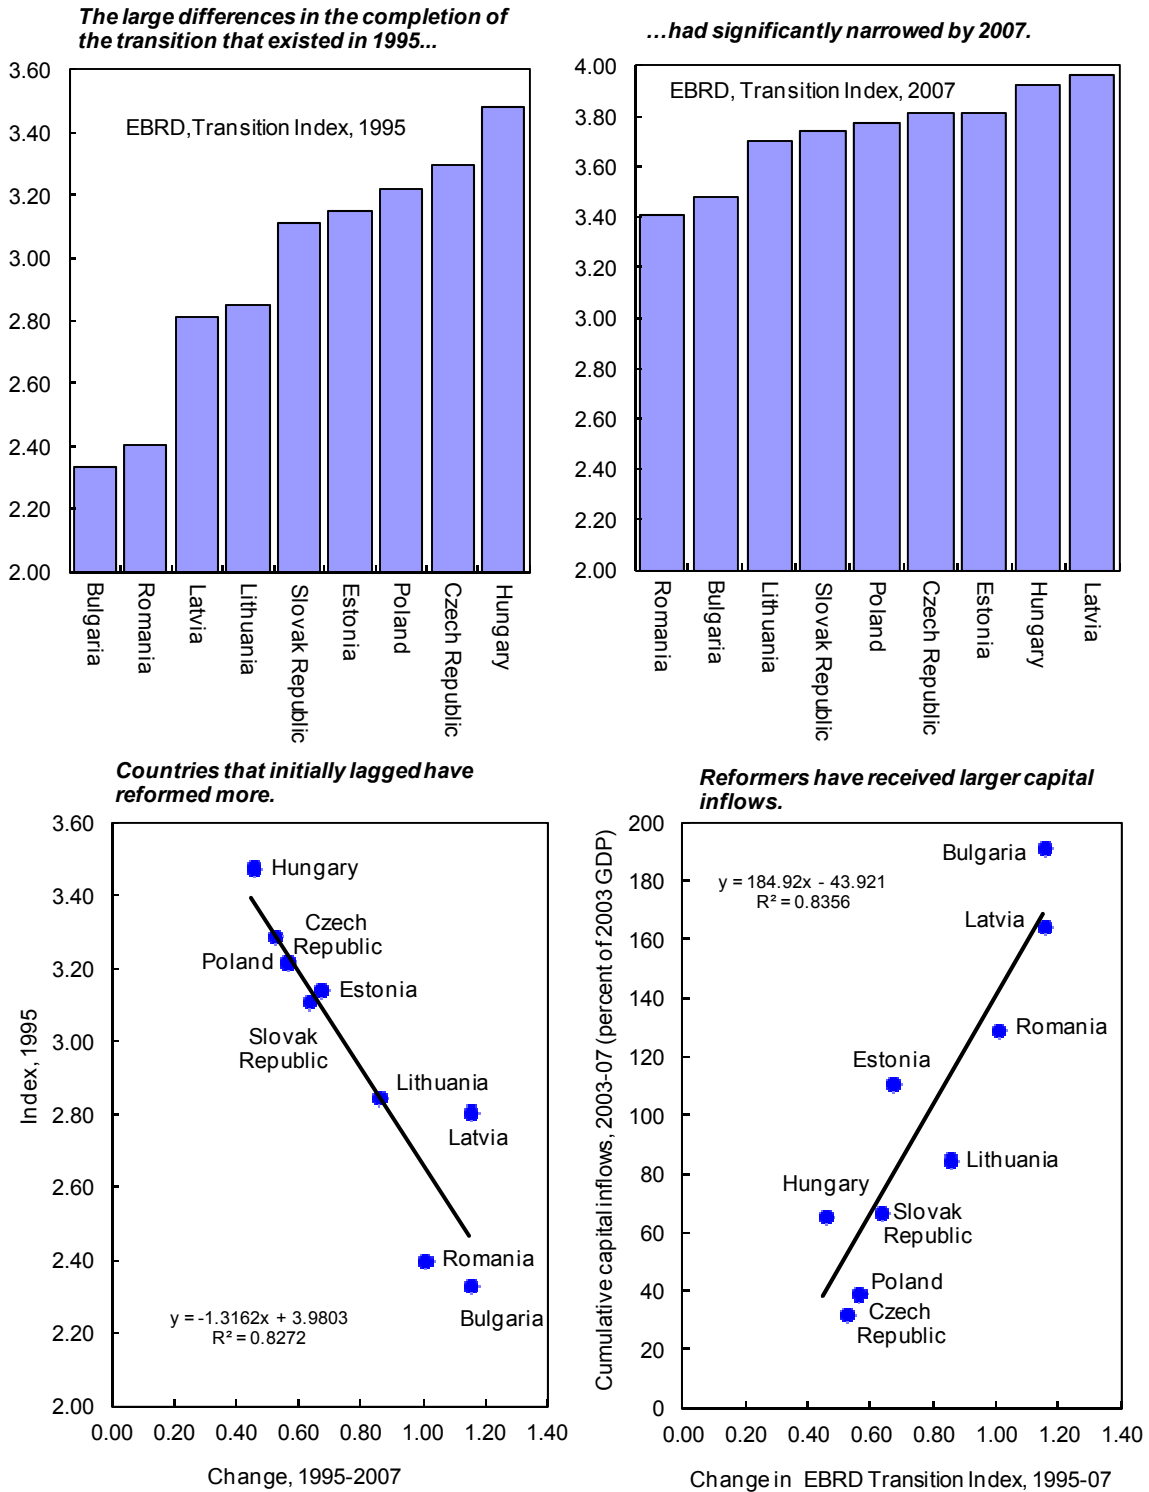 The large differences in the completion of
the transition that existed in 1995...
3.60
3.40
3.20
3.00
2.80
2.60
2.40
2.20
2.00
EBRD,Transition Index, 1995
Bulgaria
Romania
Latvia
Lithuania
Slovak Republic
Estonia
Poland
Czech Republic
Hungary
...had significantly narrowed by 2007.
4.00
3.80
3.60
3.40
3.20
3.00
2.80
2.60
2.40
2.20
2.00
EBRD, Transition Index, 2007
Romania
Bulgaria
Lithuania
Slovak Republic
Poland
Czech Republic
Estonia
Hungary
Latvia
Countries that initially lagged have
reformed more.
Index, 1995
3.60
3.40
3.20
3.00
2.80
2.60
2.40
2.20
2.00
Hungary
Czech
Republic
Poland
Estonia
Slovak
Republic
Lithuania
Latvia
Romania
Bulgaria
y = -1.3162x + 3.9803
R² = 0.8272
0.00 0.20 0.40 0.60 0.80 1.00 1.20 1.40
Change, 1995-2007
Reformers have received larger capital
inflows.
Cumulative capital inflows, 2003-07 (percent of 2003 GDP)
200
180
160
140
120
100
80
60
40
20
0
Bulgaria
y = 184.92x - 43.921
R² = 0.8356
Latvia
Romania
Estonia
Lithuania
Hungary
Slovak
Republic
Poland
Czech
Republic
0.00 0.20 0.40 0.60 0.80 1.00 1.20 1.40
Change in EBRD Transition Index, 1995-07